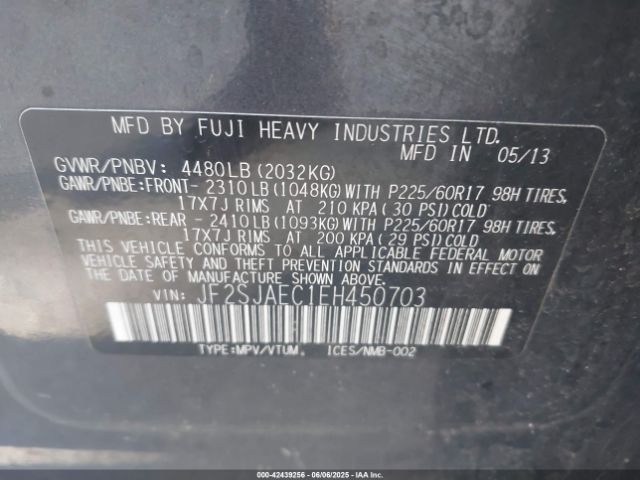 MFD BY FUJI HEAVY INDUSTRIES LTD.
MFD IN 05/13
GVWR/PNBV: 4480LB (2032KG)
GAWR/PNBE:FRONT- 2310LB (1048KG) WITH P225/60R17 98H TIRES,
17X7J RIMS AT 210 KPA (30 PSI) COLD
GAWR/PNBE:REAR - 2410LB (1093KG) WITH P225/60R17 98H TIRES,
17X7J RIMS AT 200 KPA (29 PSI) COLD
THIS VEHICLE CONFORMS TO ALL APPLICABLE FEDERAL MOTOR
VEHICLE SAFETY AND THEFT PREVENTION STANDARDS IN EFFECT
ON THE DATE OF MANUFACTURE SHOWN ABOVE.
VIN: JF2SJAEC1EH450703
TYPE:MPV/VTUM, ICES/NMB-002
000-42439256 - 06/06/2025 - IAAI.com